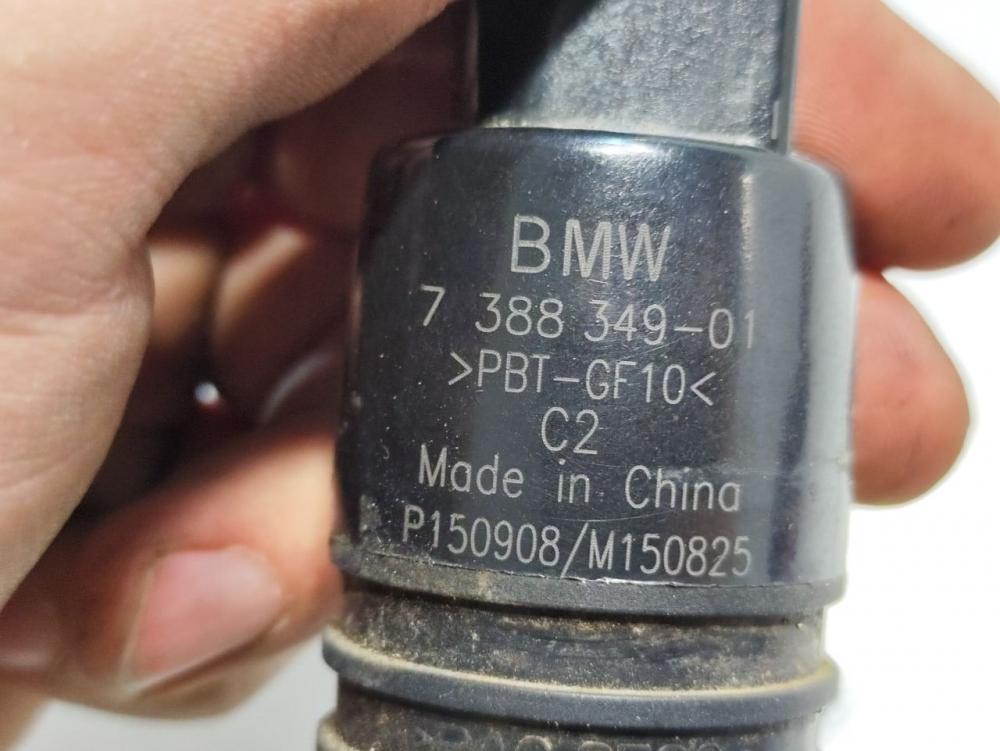 BMW
7 388 349-01
>PBT-GF10<
C2
Made in China
P150908/M150825